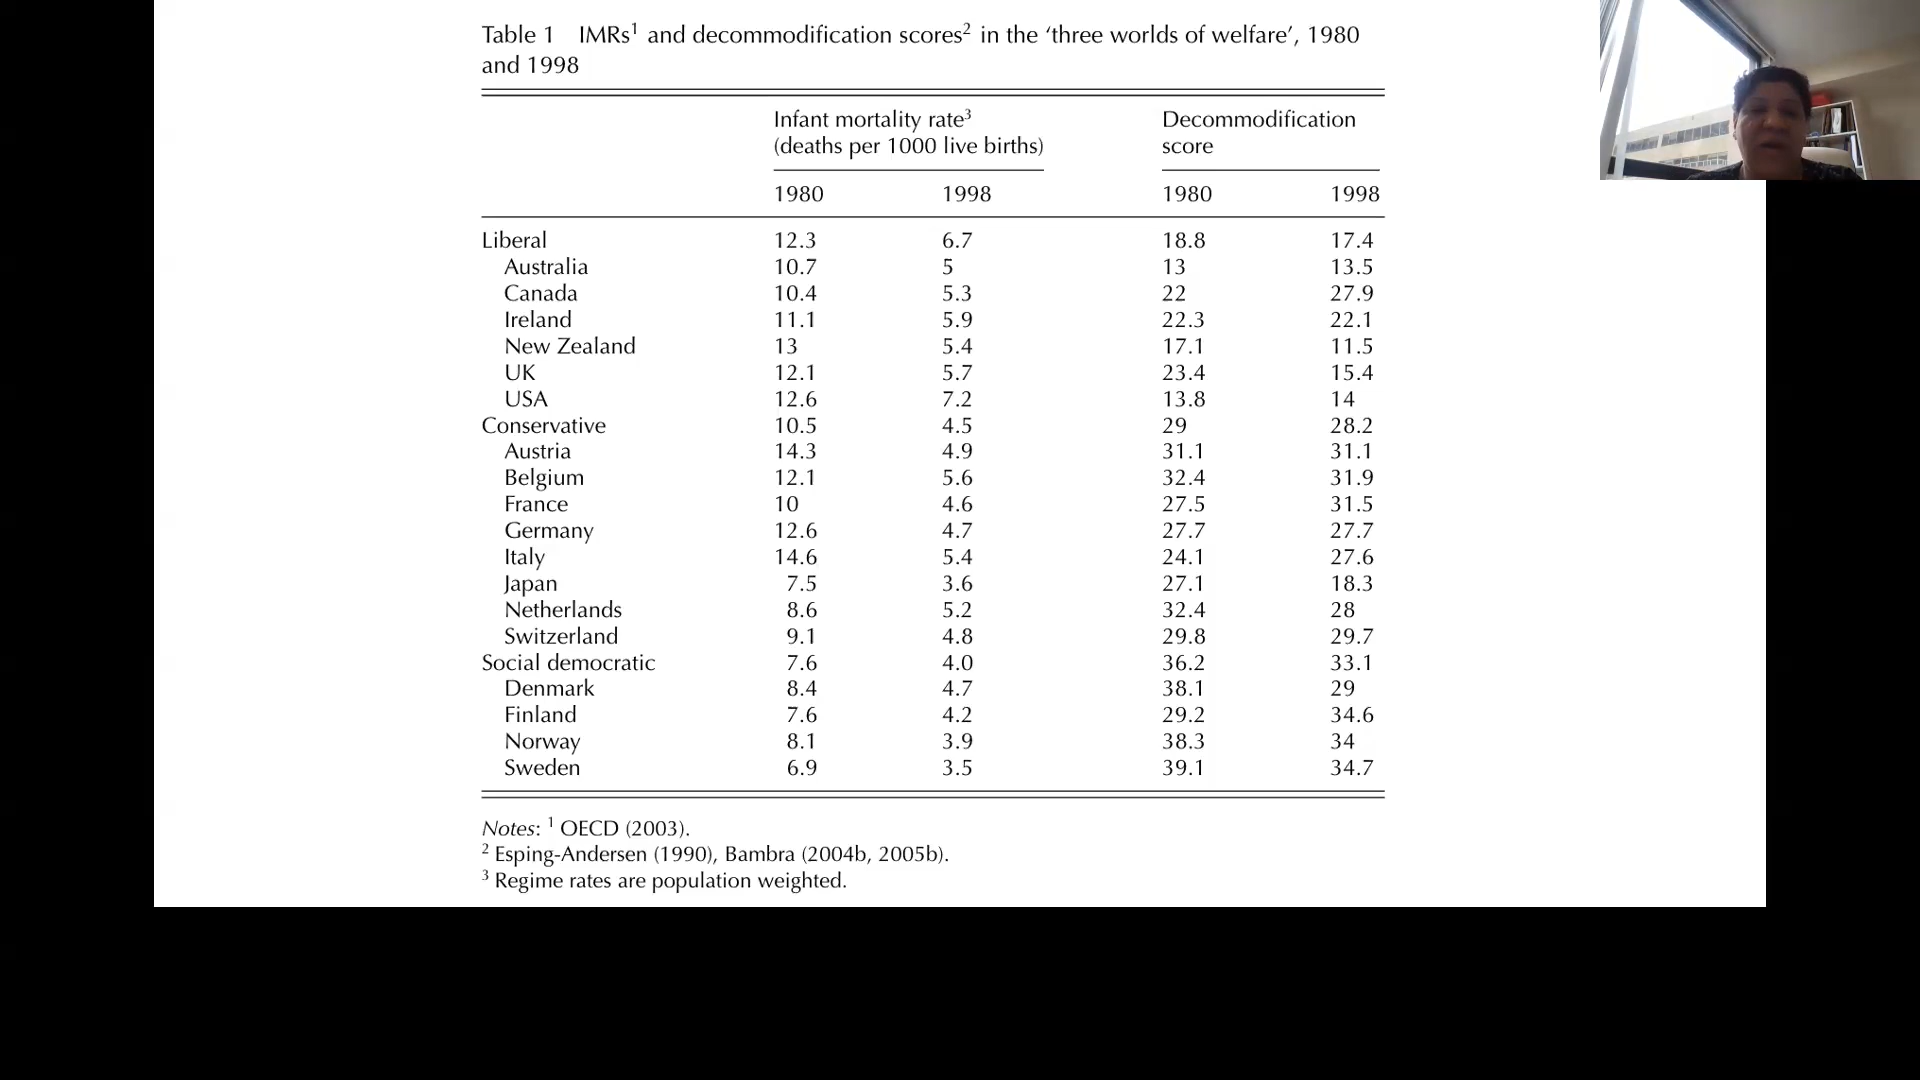 Table 1 IMRs¹ and decommodification scores² in the ‘three worlds of welfare’, 1980
and 1998
Infant mortality rate³ Decommodification
(deaths per 1000 live births) score
1980 1998 1980 1998
Liberal 12.3 6.7 18.8 17.4
Australia 10.7 5 13 13.5
Canada 10.4 5.3 22 27.9
Ireland 11.1 5.9 22.3 22.1
New Zealand 13 5.4 17.1 11.5
UK 12.1 5.7 23.4 15.4
USA 12.6 7.2 13.8 14
Conservative 10.5 4.5 29 28.2
Austria 14.3 4.9 31.1 31.1
Belgium 12.1 5.6 32.4 31.9
France 10 4.6 27.5 31.5
Germany 12.6 4.7 27.7 27.7
Italy 14.6 5.4 24.1 27.6
Japan 7.5 3.6 27.1 18.3
Netherlands 8.6 5.2 32.4 28
Switzerland 9.1 4.8 29.8 29.7
Social democratic 7.6 4.0 36.2 33.1
Denmark 8.4 4.7 38.1 29
Finland 7.6 4.2 29.2 34.6
Norway 8.1 3.9 38.3 34
Sweden 6.9 3.5 39.1 34.7
Notes: ¹ OECD (2003).
² Esping-Andersen (1990), Bambra (2004b, 2005b).
³ Regime rates are population weighted.